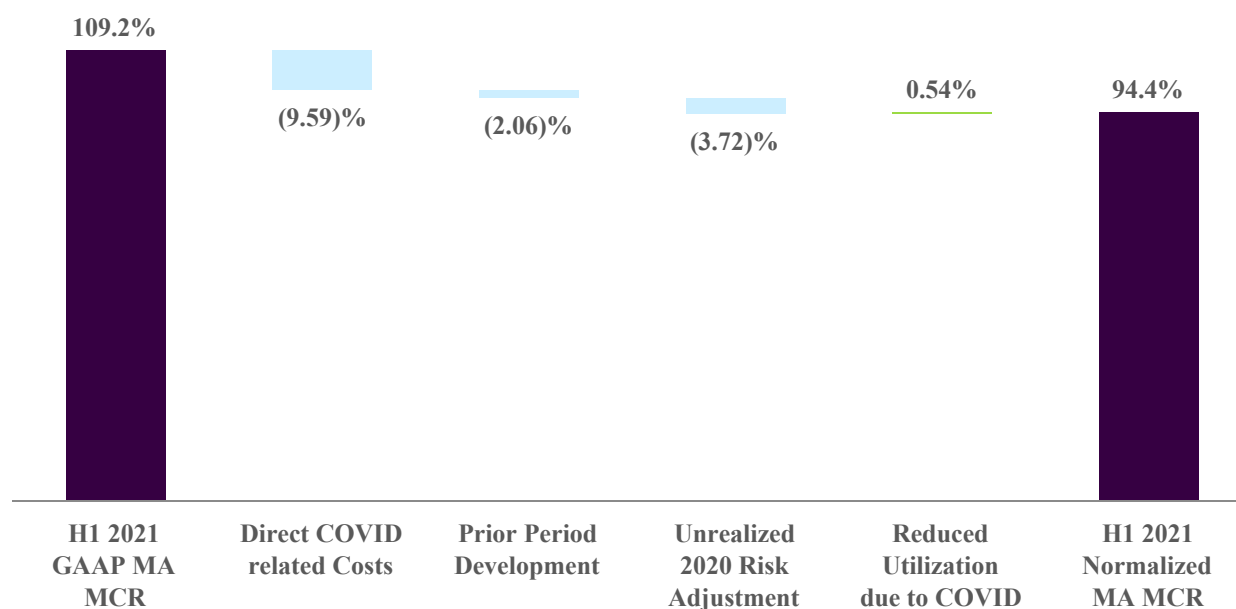 109.2%
(9.59)%
(2.06)%
(3.72)%
0.54%
94.4%
H1 2021
GAAP MA
MCR
Direct COVID
related Costs
Prior Period
Development
Unrealized
2020 Risk
Adjustment
Reduced
Utilization
due to COVID
H1 2021
Normalized
MA MCR